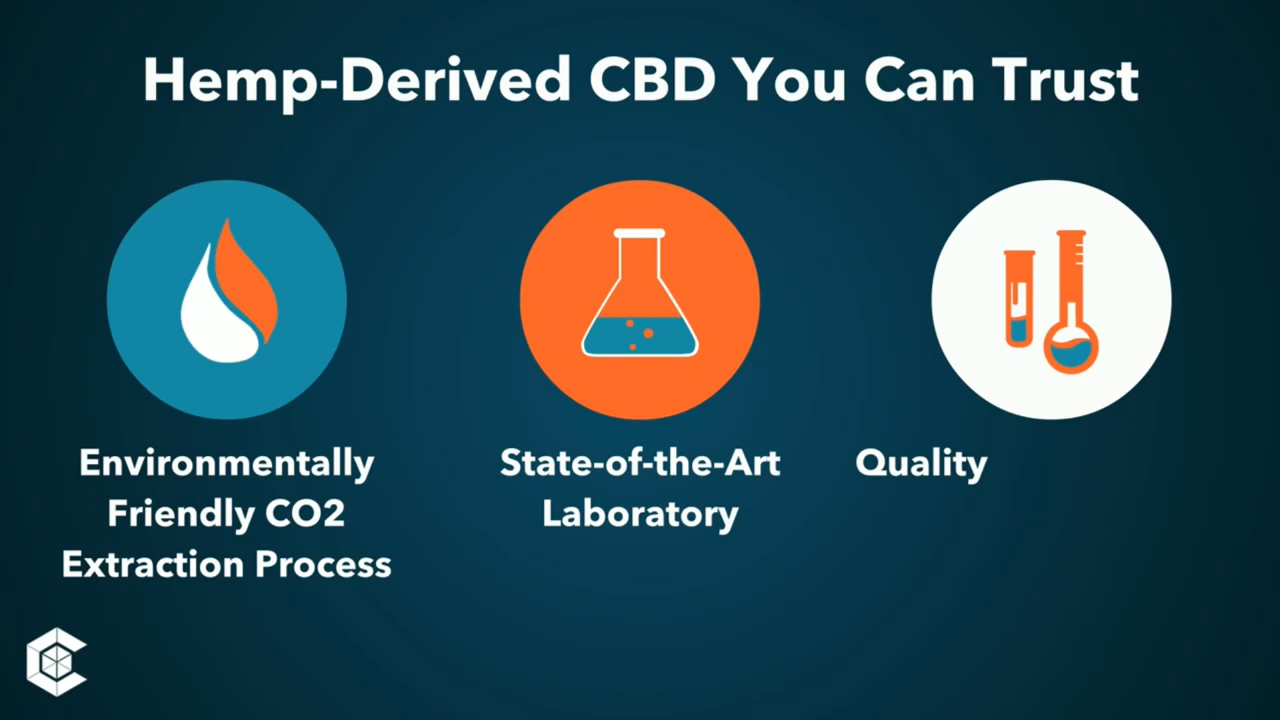 Hemp-Derived CBD You Can Trust
Environmentally
Friendly CO2
Extraction Process
State-of-the-Art
Laboratory
Quality